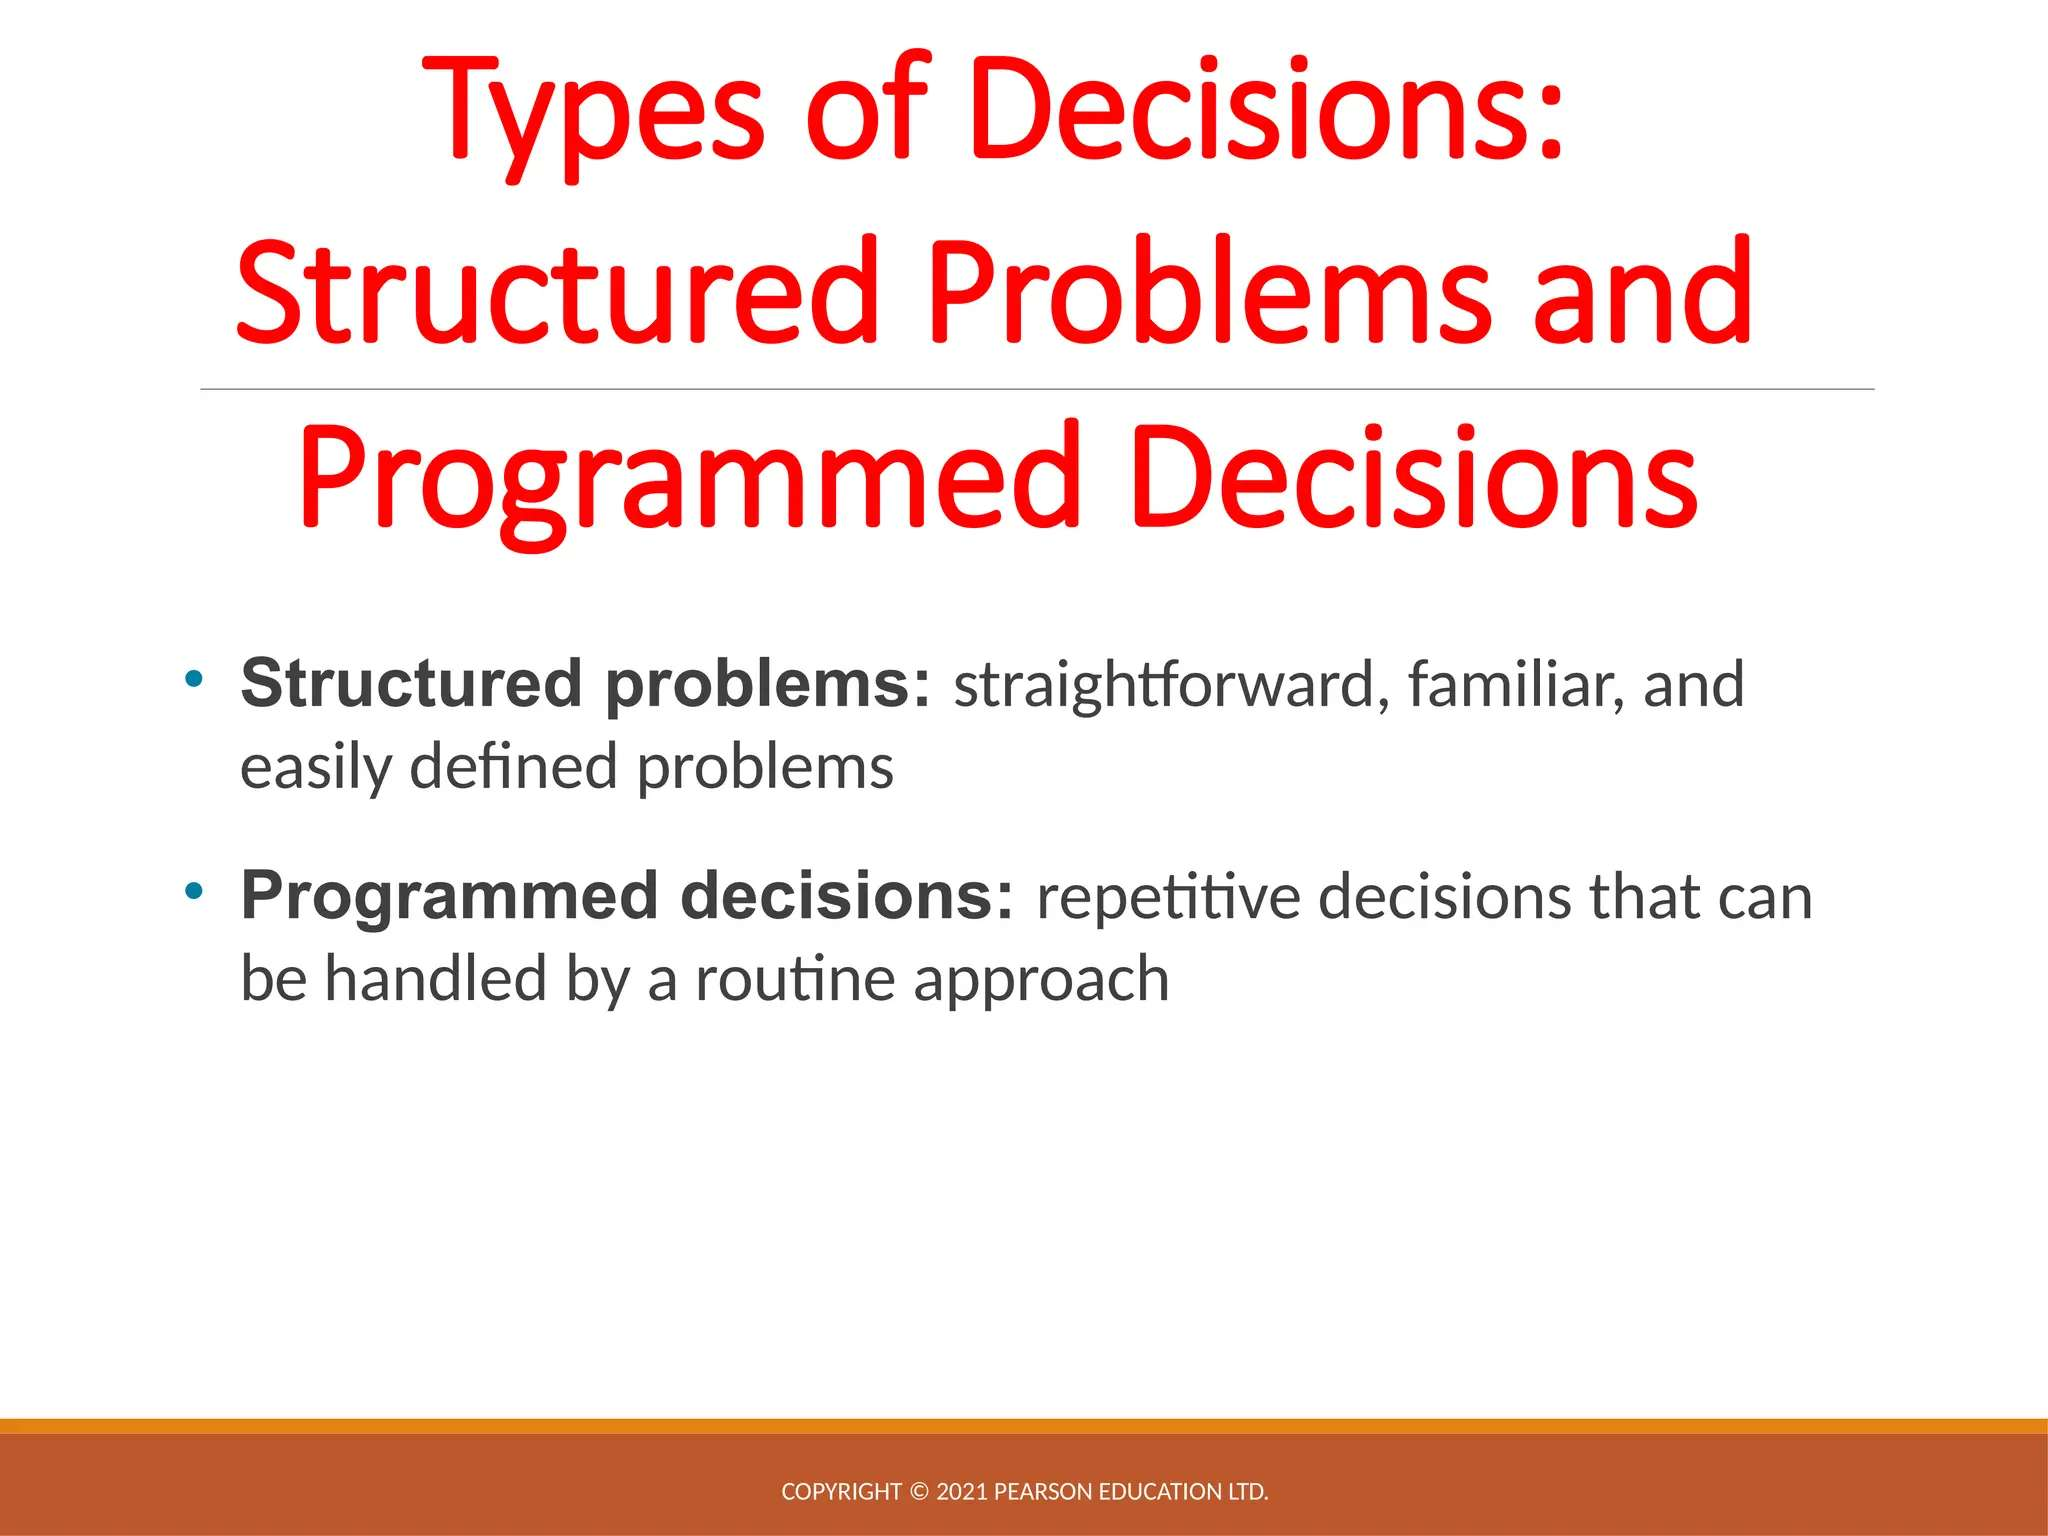 Types of Decisions:
Structured Problems and
Programmed Decisions
• Structured problems: straightforward, familiar, and
easily defined problems
• Programmed decisions: repetitive decisions that can
be handled by a routine approach
COPYRIGHT © 2021 PEARSON EDUCATION LTD.